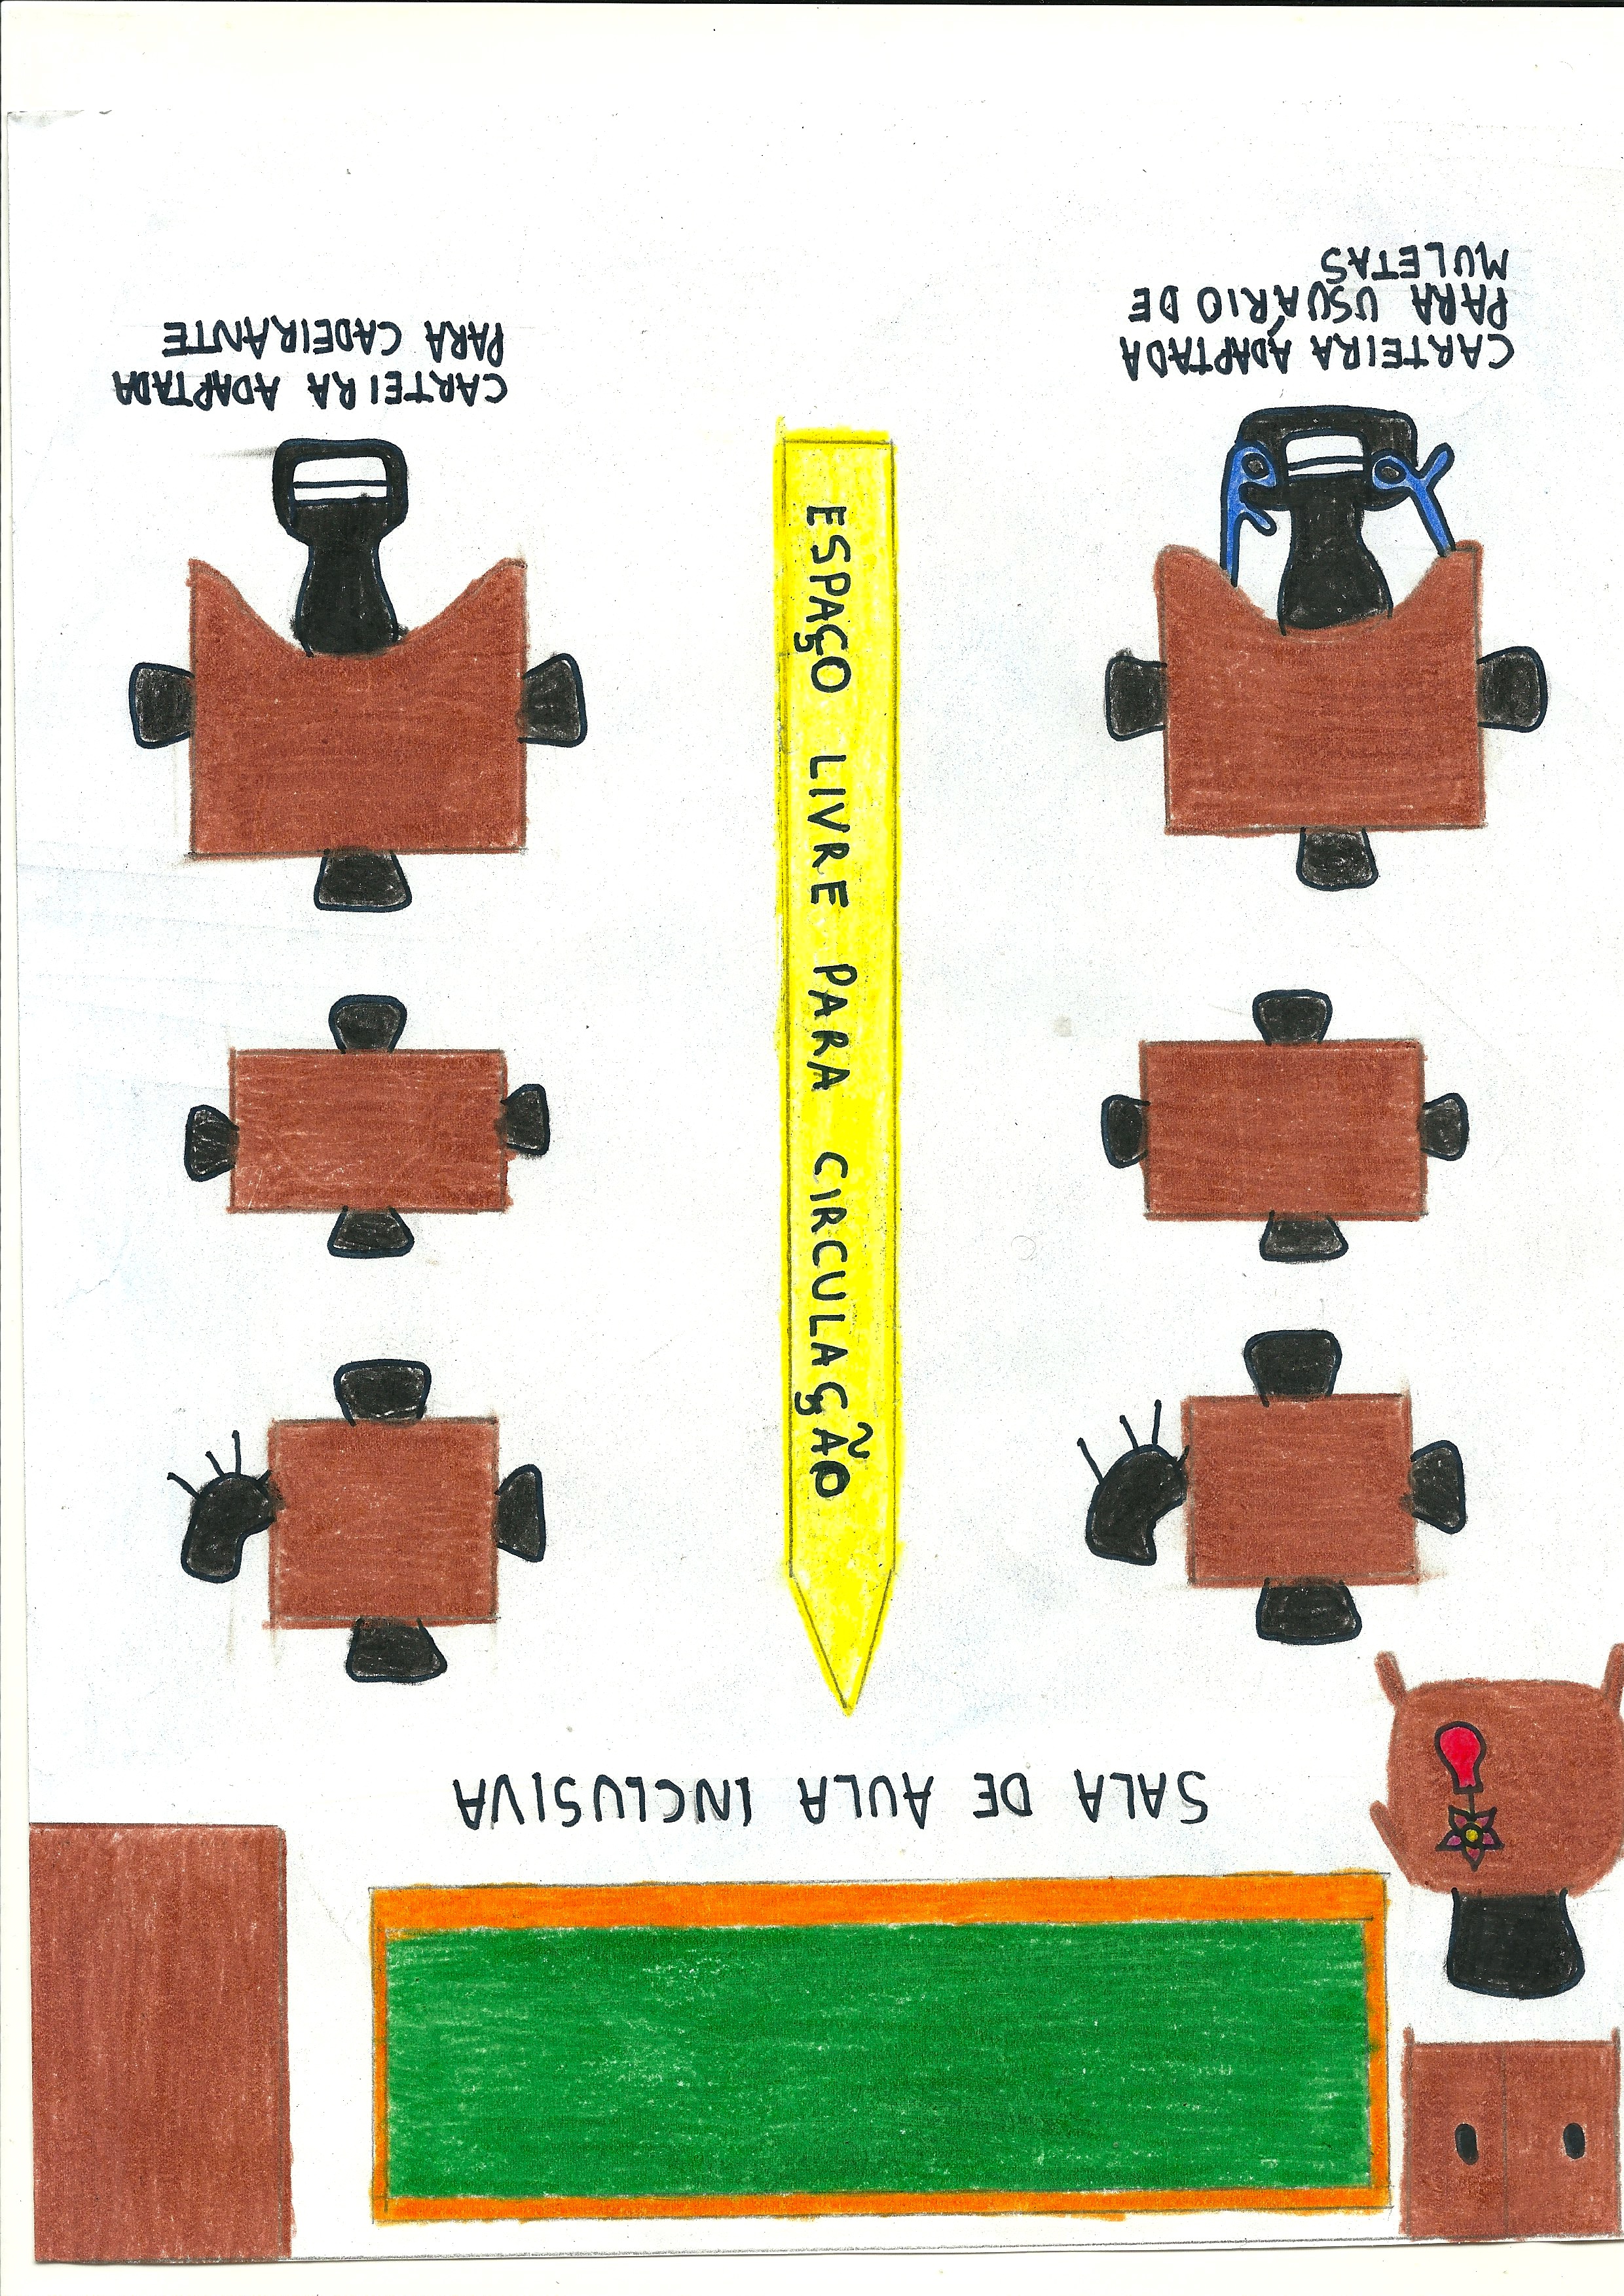 SALA DE AULA INCLUSIVA
ESPAÇO LIVRE PARA CIRCULAÇÃO
CARTEIRA ADAPTADA
PARA USUÁRIO DE
MULETAS
CARTEIRA ADAPTADA
PARA CADEIRANTE